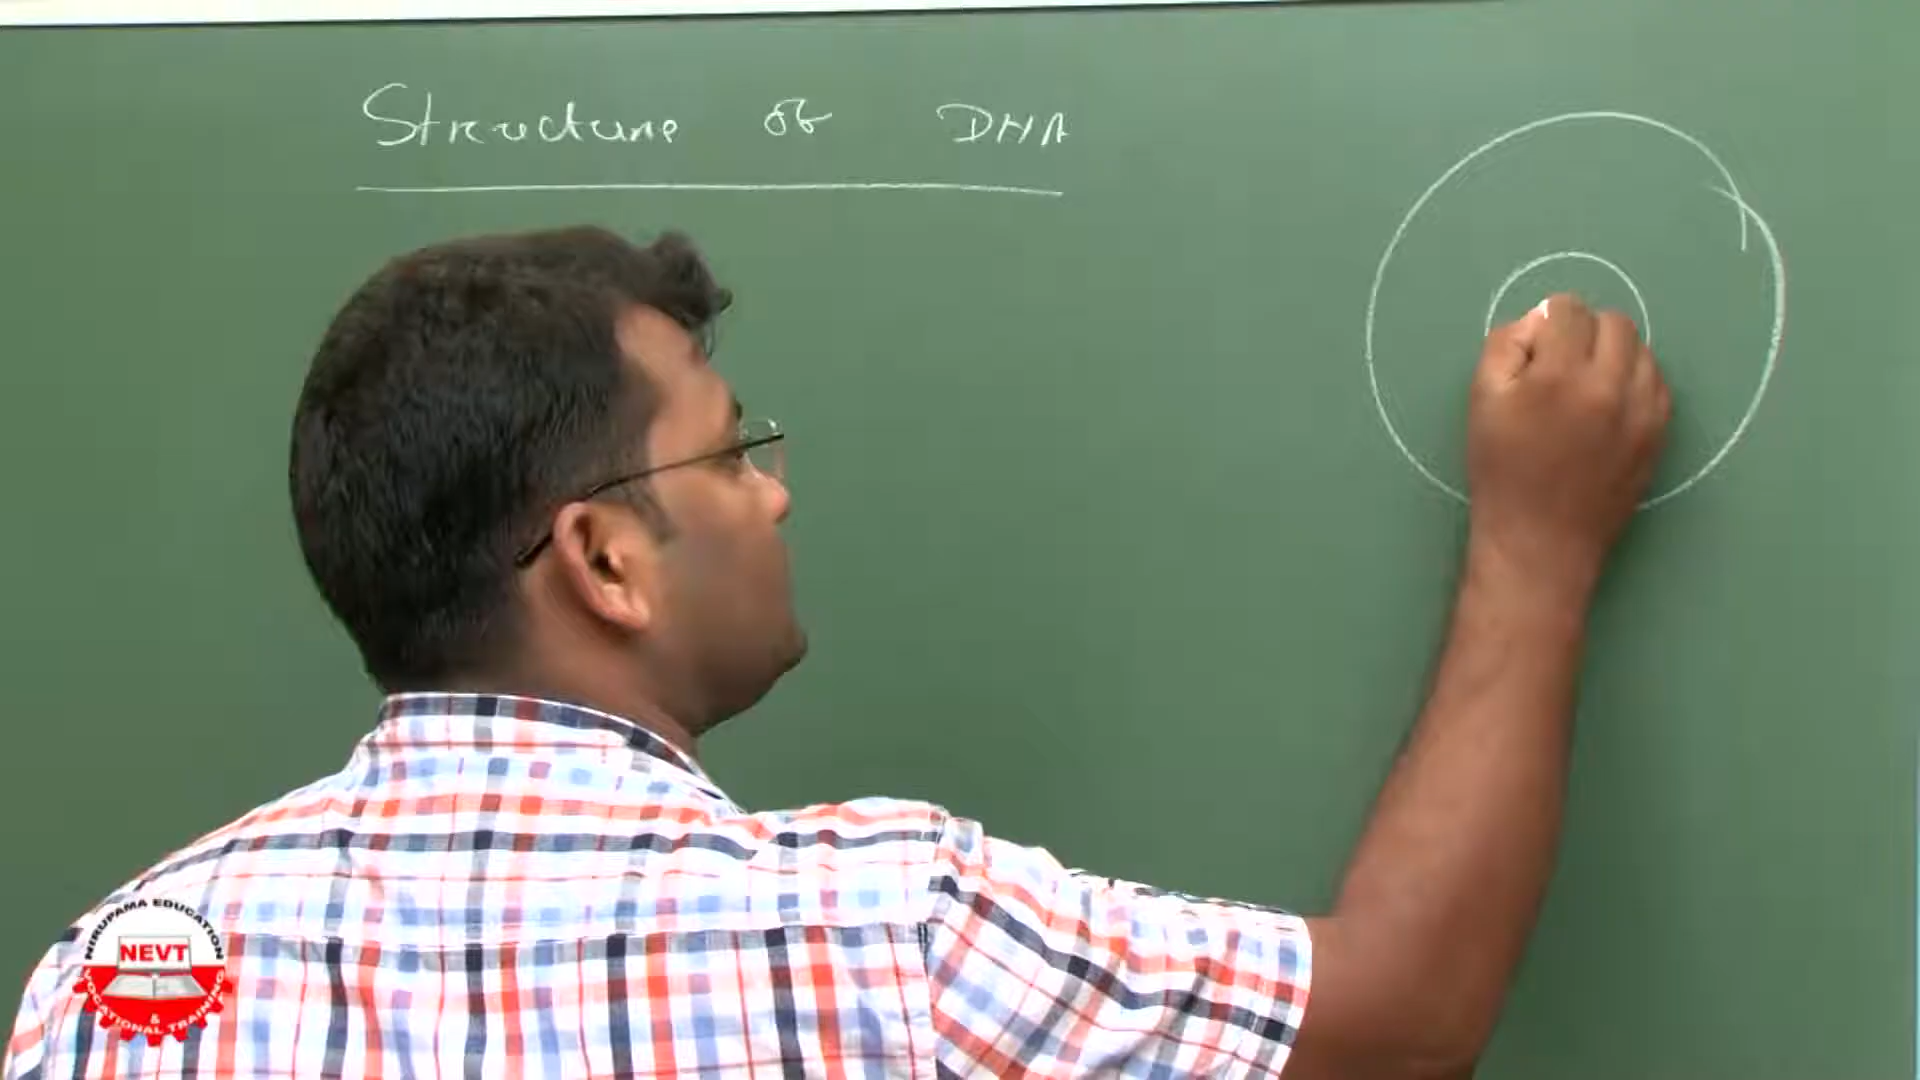 Structure of DNA
NIRUPAMA EDUCATION
NEVT
& VOCATIONAL TRAINING